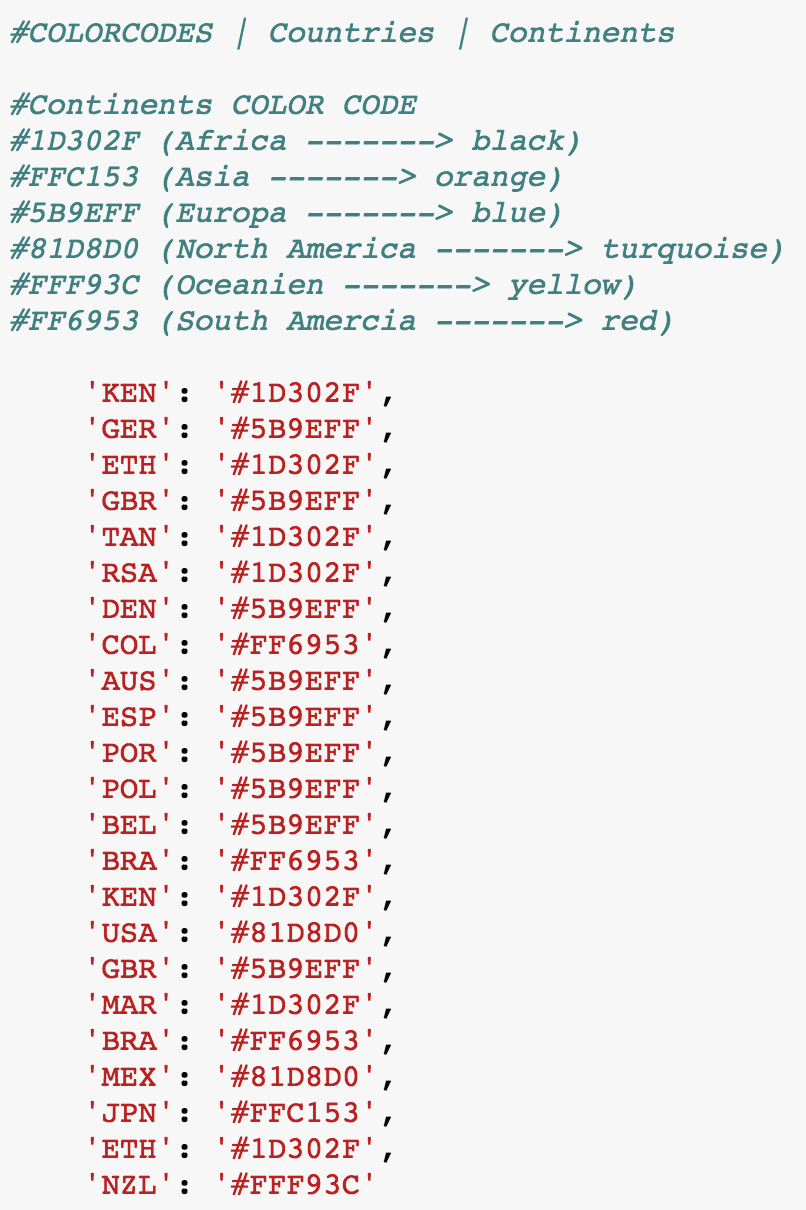 #COLORCODES | Countries | Continents
#Continents COLOR CODE
#1D302F (Africa -------> black)
#FFC153 (Asia -------> orange)
#5B9EFF (Europa -------> blue)
#81D8D0 (North America -------> turquoise)
#FFF93C (Oceanien -------> yellow)
#FF6953 (South Amercia -------> red)
'KEN': '#1D302F',
'GER': '#5B9EFF',
'ETH': '#1D302F',
'GBR': '#5B9EFF',
'TAN': '#1D302F',
'RSA': '#1D302F',
'DEN': '#5B9EFF',
'COL': '#FF6953',
'AUS': '#5B9EFF',
'ESP': '#5B9EFF',
'POR': '#5B9EFF',
'POL': '#5B9EFF',
'BEL': '#5B9EFF',
'BRA': '#FF6953',
'KEN': '#1D302F',
'USA': '#81D8D0',
'GBR': '#5B9EFF',
'MAR': '#1D302F',
'BRA': '#FF6953',
'MEX': '#81D8D0',
'JPN': '#FFC153',
'ETH': '#1D302F',
'NZL': '#FFF93C'